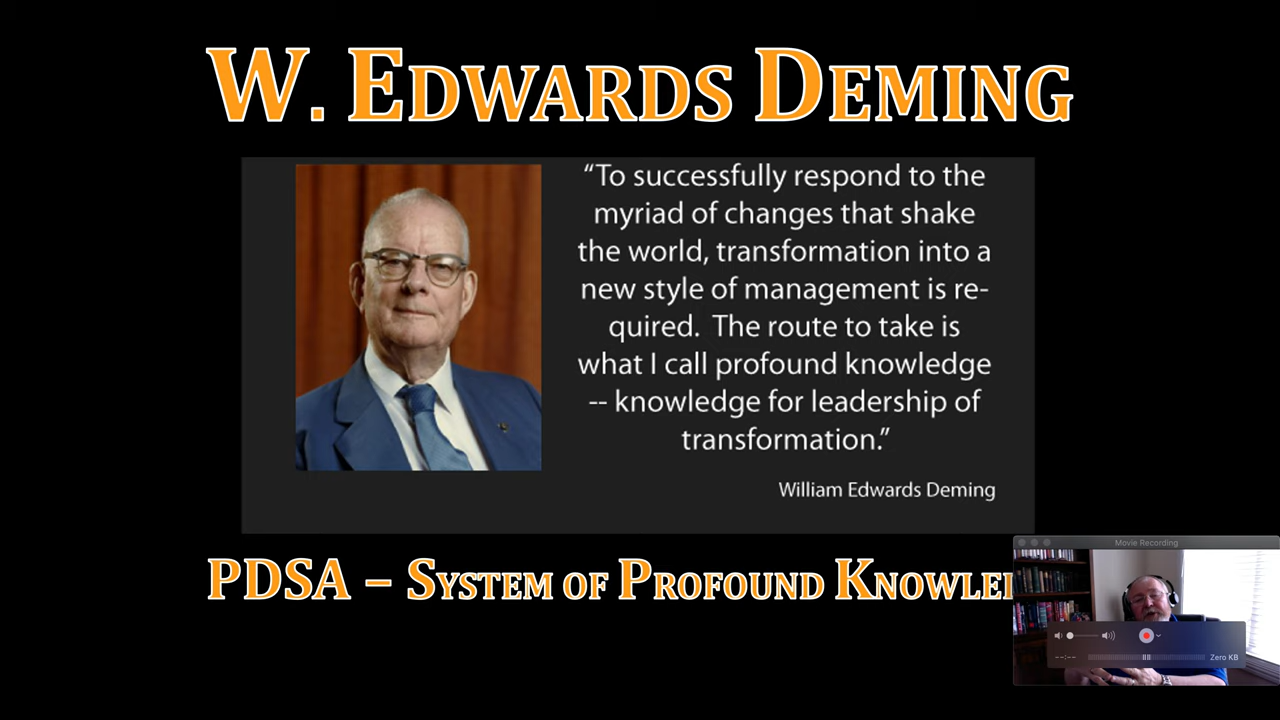 W. EDWARDS DEMING
“To successfully respond to the
myriad of changes that shake
the world, transformation into a
new style of management is re-
quired.  The route to take is
what I call profound knowledge
-- knowledge for leadership of
transformation.”
William Edwards Deming
Movie Recording
PDSA – SYSTEM OF PROFOUND KNOWLE
--:--
Zero KB